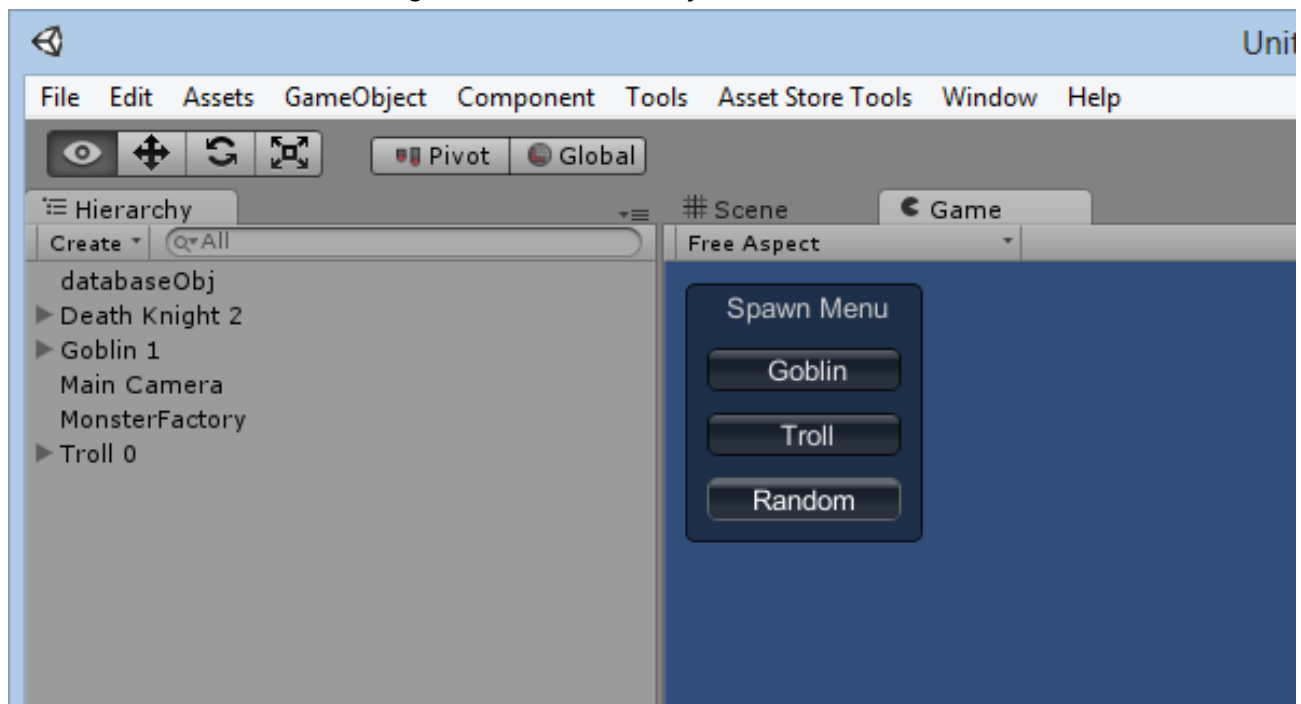 Unit
File Edit Assets GameObject Component Tools Asset Store Tools Window Help
Pivot Global
Hierarchy
Create All
databaseObj
Death Knight 2
Goblin 1
Main Camera
MonsterFactory
Troll 0
Scene Game
Free Aspect
Spawn Menu
Goblin
Troll
Random